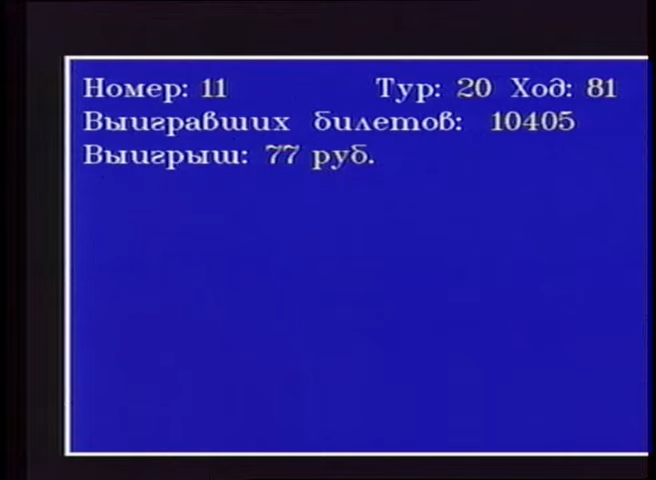 Номер: 11 Тур: 20 Ход: 81
Выигравших билетов: 10405
Выигрыш: 77 руб.